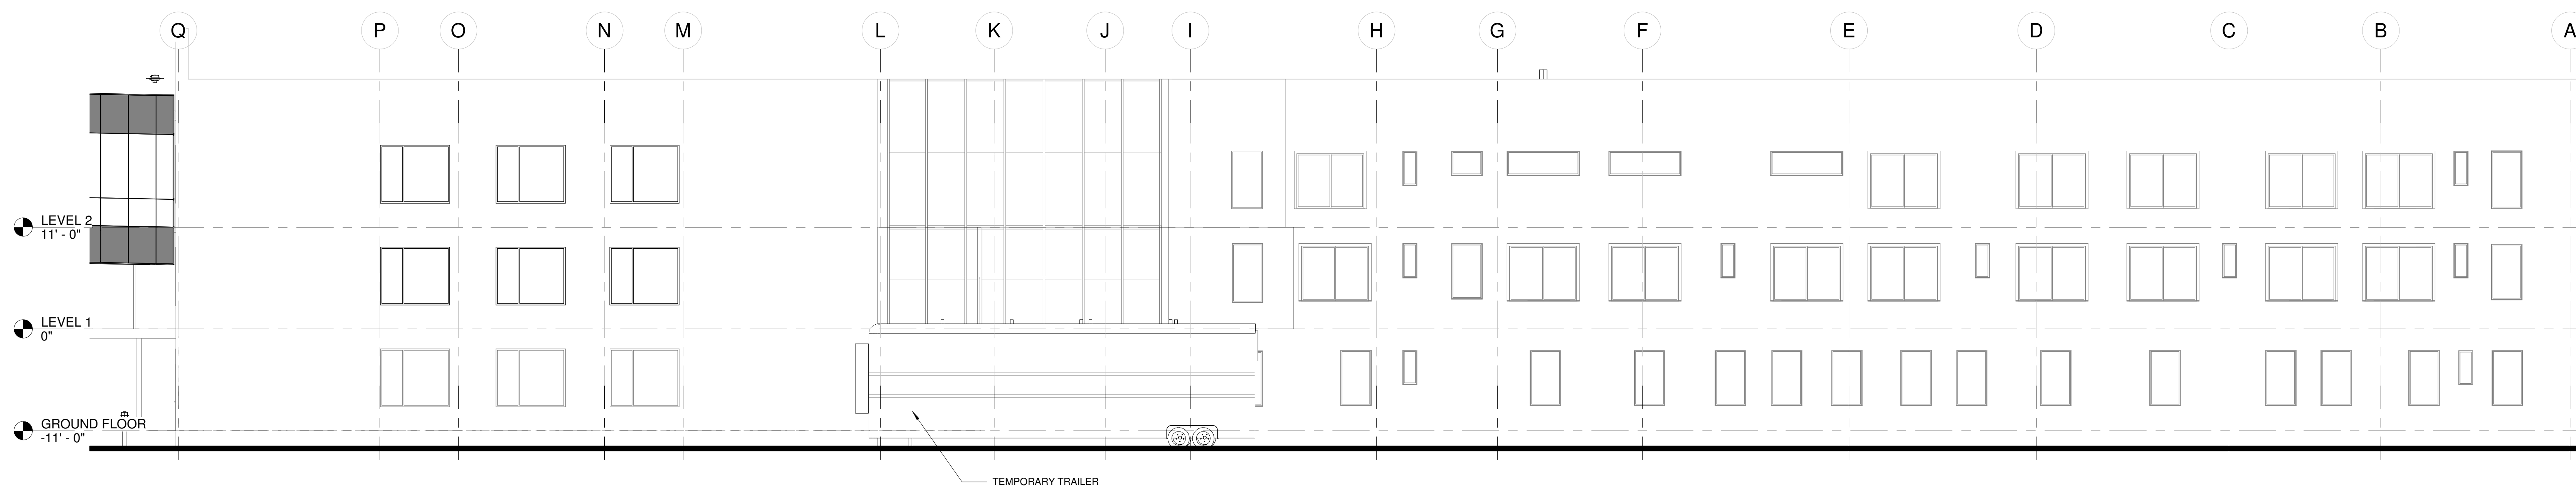 Q P O N M L K J I H G F E D C B A
LEVEL 2
11' - 0"
LEVEL 1
0"
GROUND FLOOR
-11' - 0"
TEMPORARY TRAILER